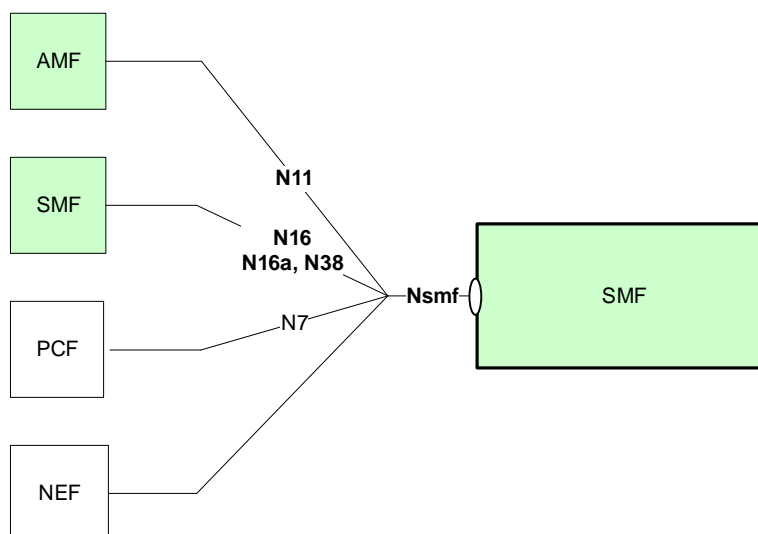 AMF
N11
SMF
N16
N16a, N38
Nsmf
SMF
PCF
N7
NEF